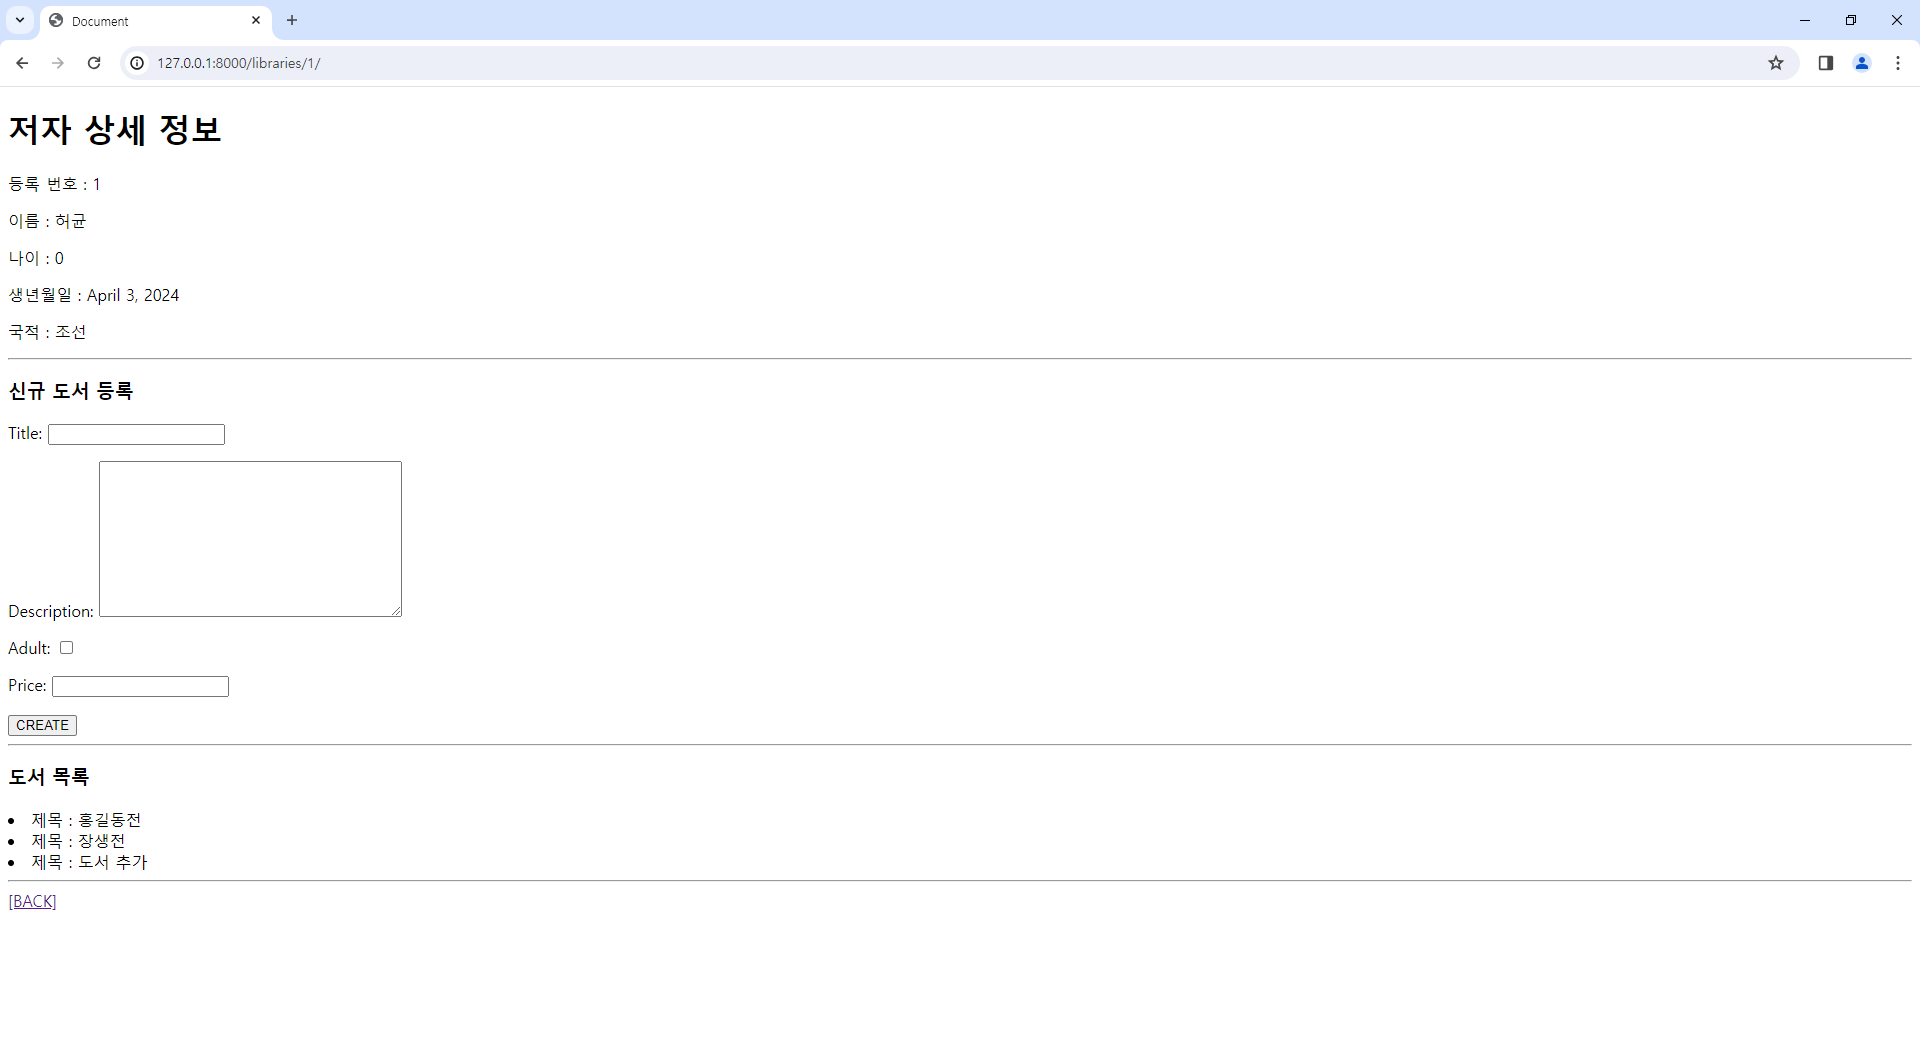 Document
127.0.0.1:8000/libraries/1/
저자 상세 정보
등록 번호 : 1
이름 : 허균
나이 : 0
생년월일 : April 3, 2024
국적 : 조선
신규 도서 등록
Title:
Description:
Adult:
Price:
CREATE
도서 목록
제목 : 홍길동전
제목 : 장생전
제목 : 도서 추가
[BACK]